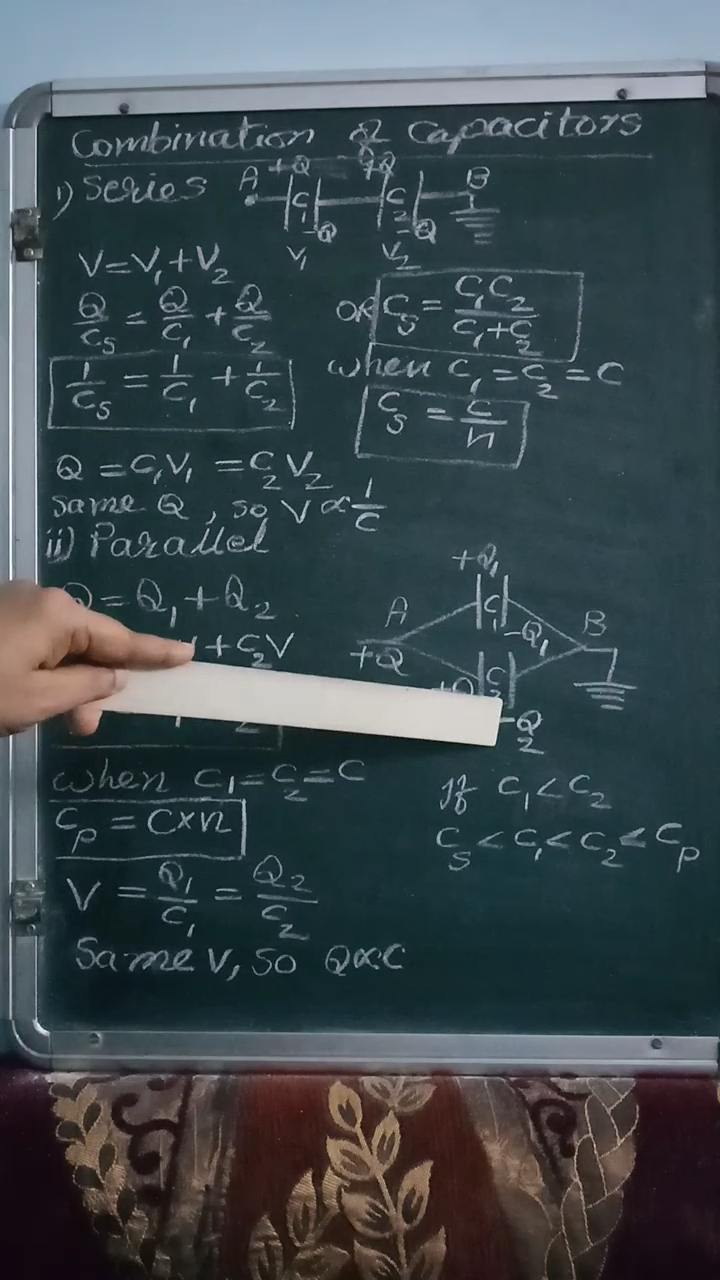 Combination of Capacitors
i) Series A +Q C₁ -Q +Q C₂ -Q B
V₁ V₂
V = V₁ + V₂
Q/Cs = Q/C₁ + Q/C₂
1/Cs = 1/C₁ + 1/C₂
OR Cs = C₁C₂/C₁+C₂
when C₁ = C₂ = C
Cs = C/n
Q = C₁V₁ = C₂V₂
Same Q, so V ∝ 1/C
ii) Parallel
Q = Q₁ + Q₂
+ C₂V
+Q₁
A C₁ B
-Q₁
+Q C₂
-Q₂
when C₁ = C₂ = C
Cp = C×n
V = Q₁/C₁ = Q₂/C₂
Same V, so Q∝C
If C₁ < C₂
Cs < C₁ < C₂ < Cp